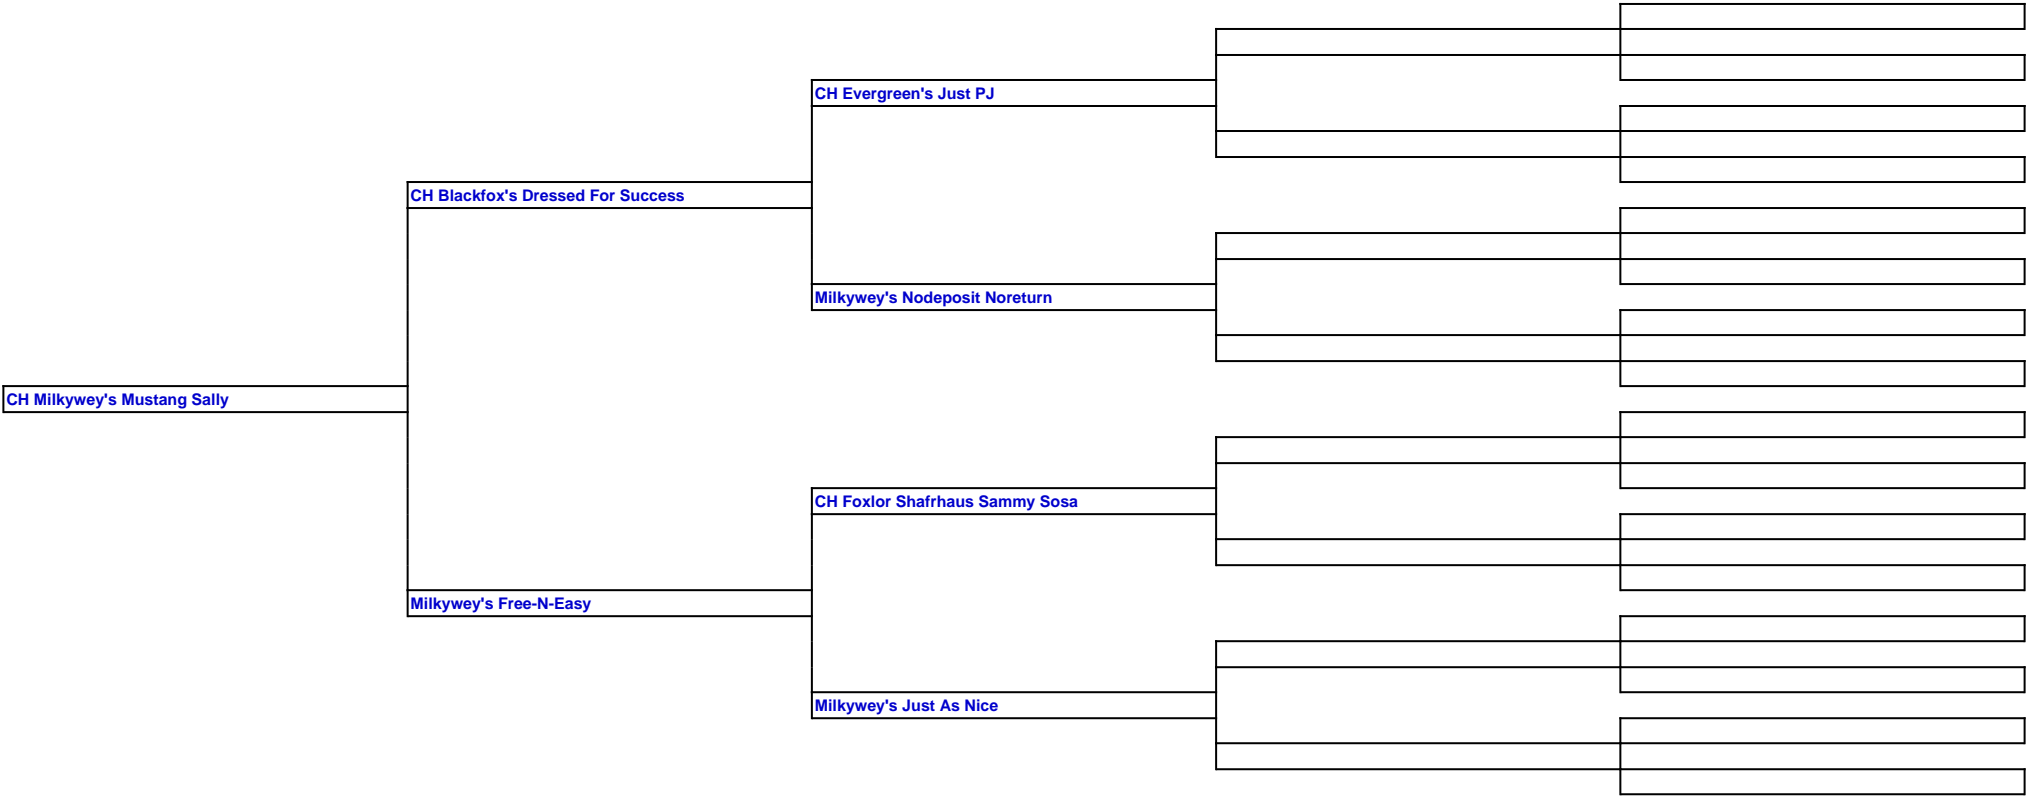 CH Evergreen's Just PJ
CH Blackfox's Dressed For Success
Milkywey's Nodeposit Noreturn
CH Milkywey's Mustang Sally
CH Foxlor Shafrhaus Sammy Sosa
Milkywey's Free-N-Easy
Milkywey's Just As Nice